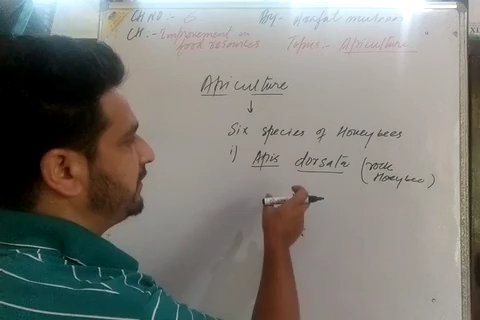 CH NO:- 6 By:- 
CH.- Improvement in food resources
Topic:- Apiculture
Apiculture
Six species of Honeybees
i) Apis dorsata (rock Honeybee)